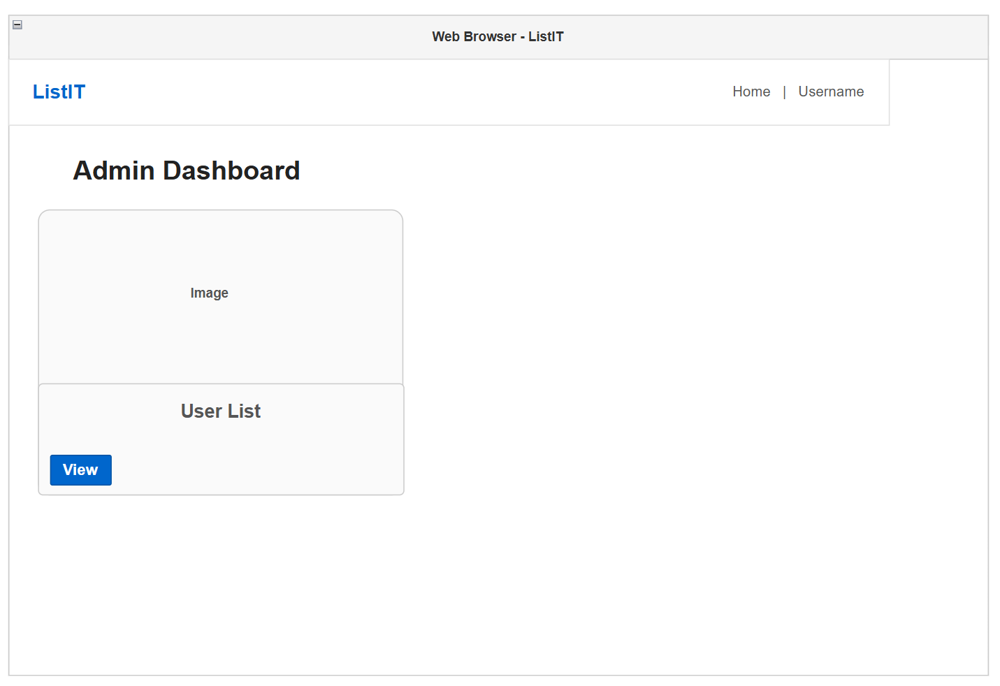 Web Browser - ListIT
ListIT
Home | Username
Admin Dashboard
Image
User List
View